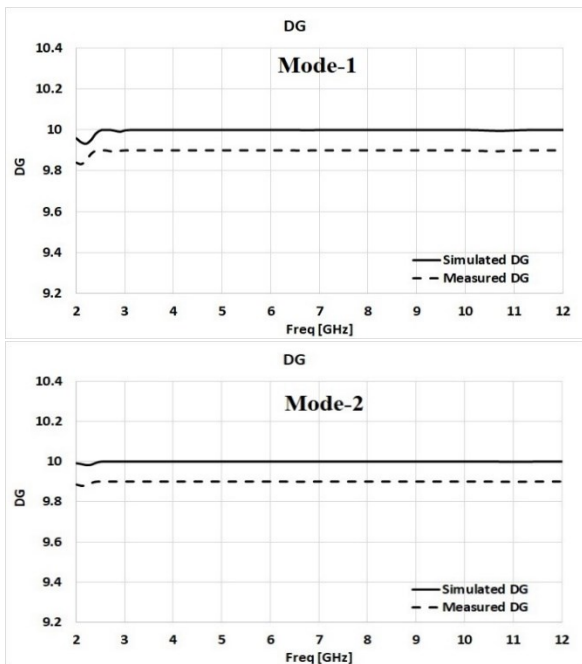 DG
Mode-1
10.4
10.2
10
9.8
9.6
9.4
9.2
DG
Simulated DG
Measured DG
2 3 4 5 6 7 8 9 10 11 12
Freq [GHz]
DG
Mode-2
10.4
10.2
10
9.8
9.6
9.4
9.2
DG
Simulated DG
Measured DG
2 3 4 5 6 7 8 9 10 11 12
Freq [GHz]